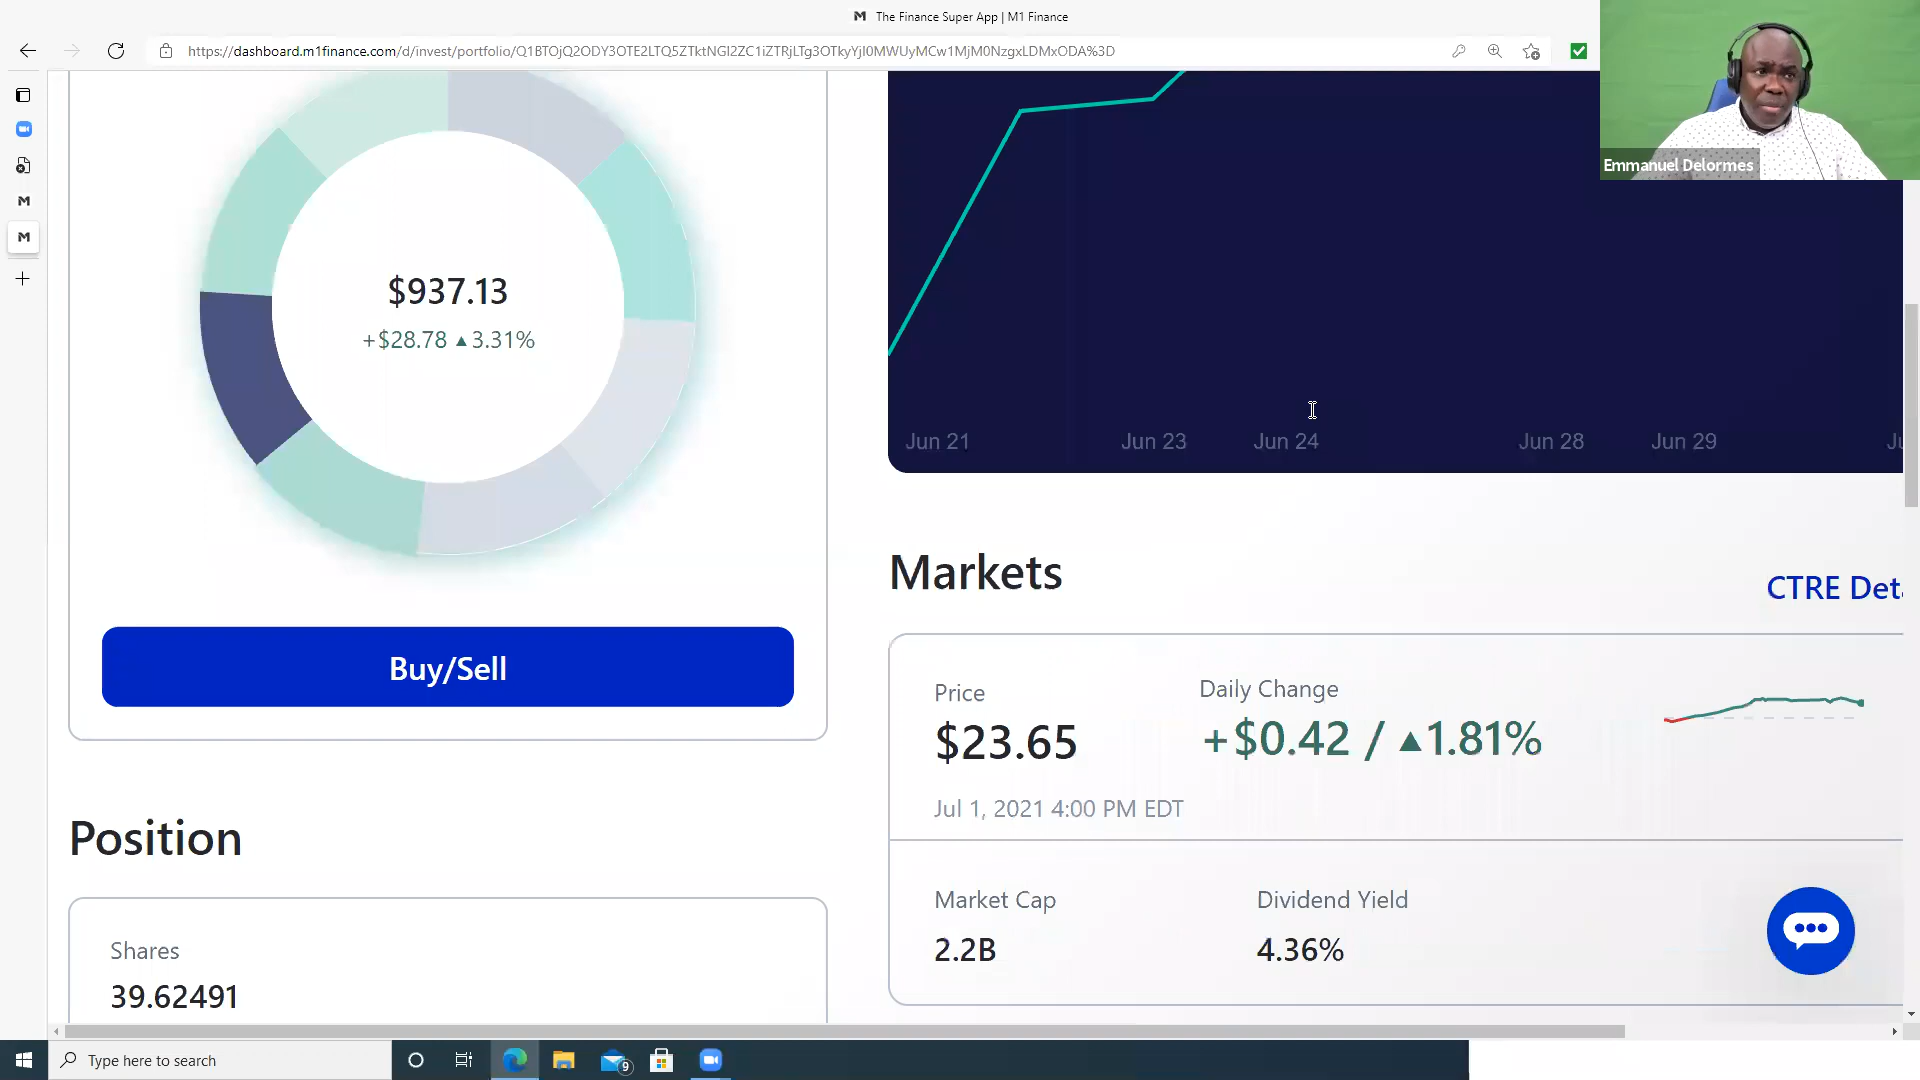 The Finance Super App | M1 Finance
https://dashboard.m1finance.com/d/invest/portfolio/Q1BTOjQ2ODY3OTE2LTQ5ZTktNGI2ZC1iZTRjLTg3OTkyYjI0MWUyMCw1MjM0NzgxLDMxODA%3D
Emmanuel Delormes
$937.13
+$28.78 ▲3.31%
Buy/Sell
Jun 21
Jun 23
Jun 24
Jun 28
Jun 29
Markets
CTRE
Price
Daily Change
$23.65
+$0.42 / ▲1.81%
Jul 1, 2021 4:00 PM EDT
Market Cap
Dividend Yield
2.2B
4.36%
Position
Shares
39.62491
Type here to search
9